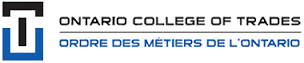 ONTARIO COLLEGE OF TRADES
ORDRE DES MÉTIERS DE L'ONTARIO